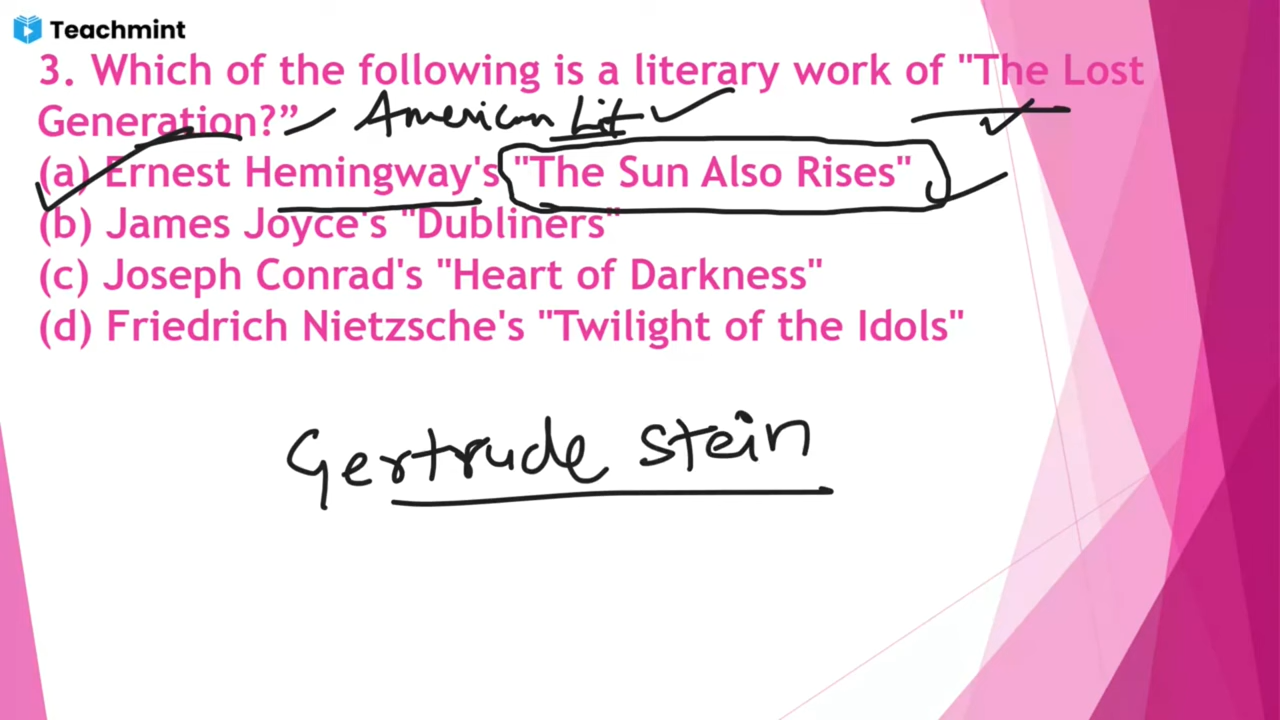 Teachmint
3. Which of the following is a literary work of "The Lost
Generation?” American Lit
(a) Ernest Hemingway's "The Sun Also Rises"
(b) James Joyce's "Dubliners"
(c) Joseph Conrad's "Heart of Darkness"
(d) Friedrich Nietzsche's "Twilight of the Idols"
Gertrude stein